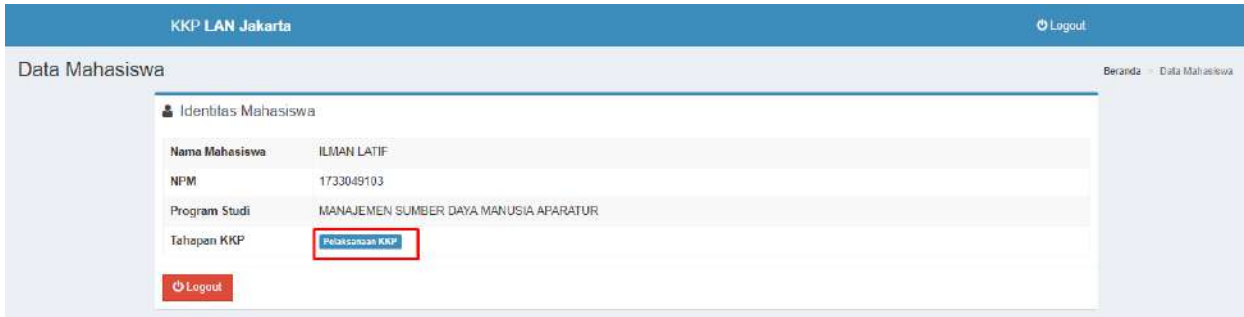 KKP LAN Jakarta
Logout
Data Mahasiswa
Beranda > Data Mahasiswa
Identitas Mahasiswa
Nama Mahasiswa ILMAN LATIF
NPM 1733049103
Program Studi MANAJEMEN SUMBER DAYA MANUSIA APARATUR
Tahapan KKP Pelaksanaan KKP
Logout